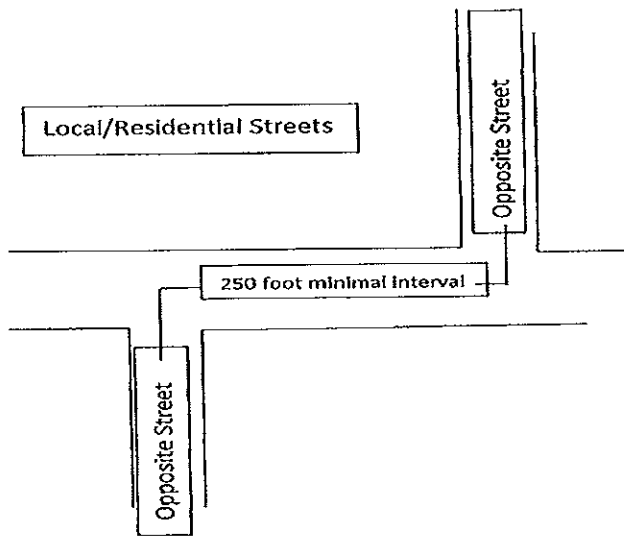 Local/Residential Streets
Opposite Street
250 foot minimal interval
Opposite Street